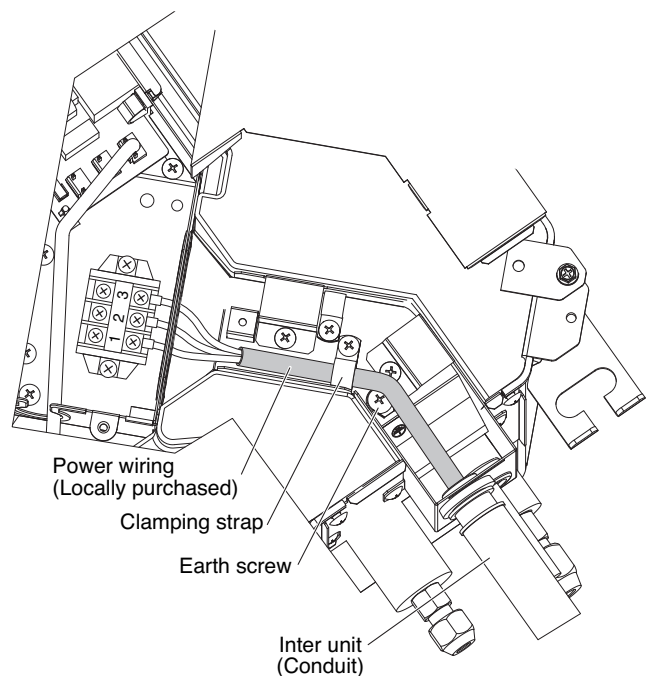 3
2
1
Power wiring
(Locally purchased)
Clamping strap
Earth screw
Inter unit
(Conduit)